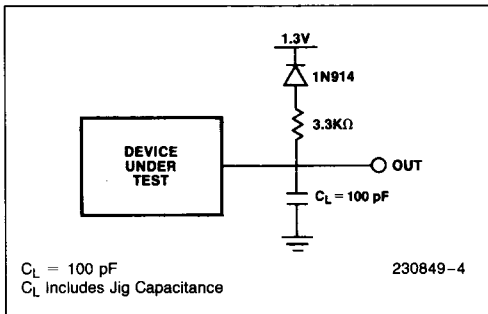 1.3V
1N914
3.3KΩ
DEVICE
UNDER
TEST
OUT
C_L = 100 pF
C_L = 100 pF
C_L Includes Jig Capacitance
230849-4